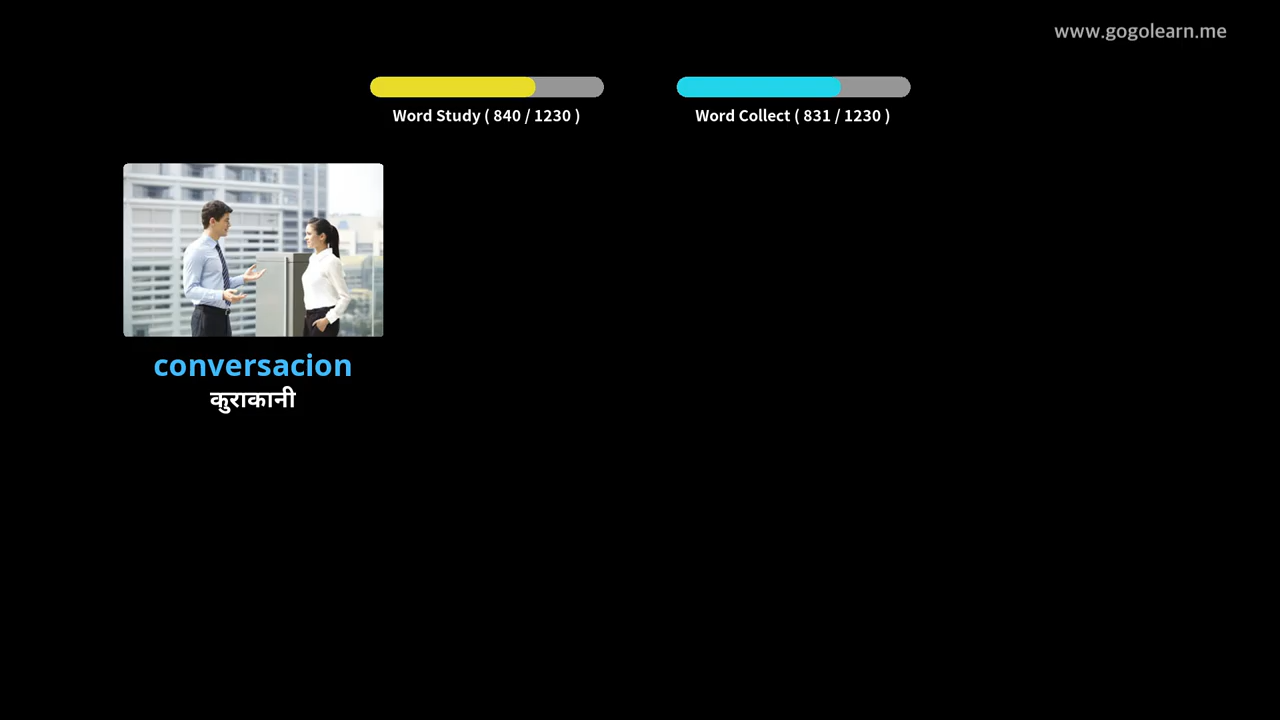 www.gogolearn.me
Word Study ( 840 / 1230 )
Word Collect ( 831 / 1230 )
conversacion
कुराकानी